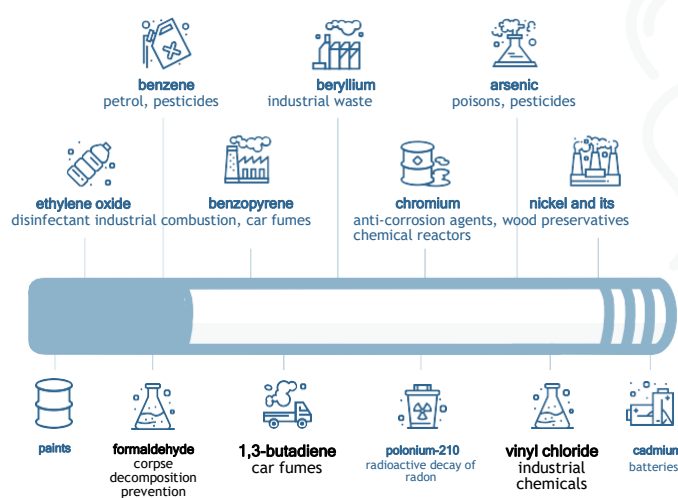 benzene
petrol, pesticides
beryllium
industrial waste
arsenic
poisons, pesticides
ethylene oxide
disinfectant industrial
benzopyrene
combustion, car fumes
chromium
anti-corrosion agents,
chemical reactors
nickel and its
wood preservatives
paints
formaldehyde
corpse
decomposition
prevention
1,3-butadiene
car fumes
polonium-210
radioactive decay of
radon
vinyl chloride
industrial
chemicals
cadmium
batteries